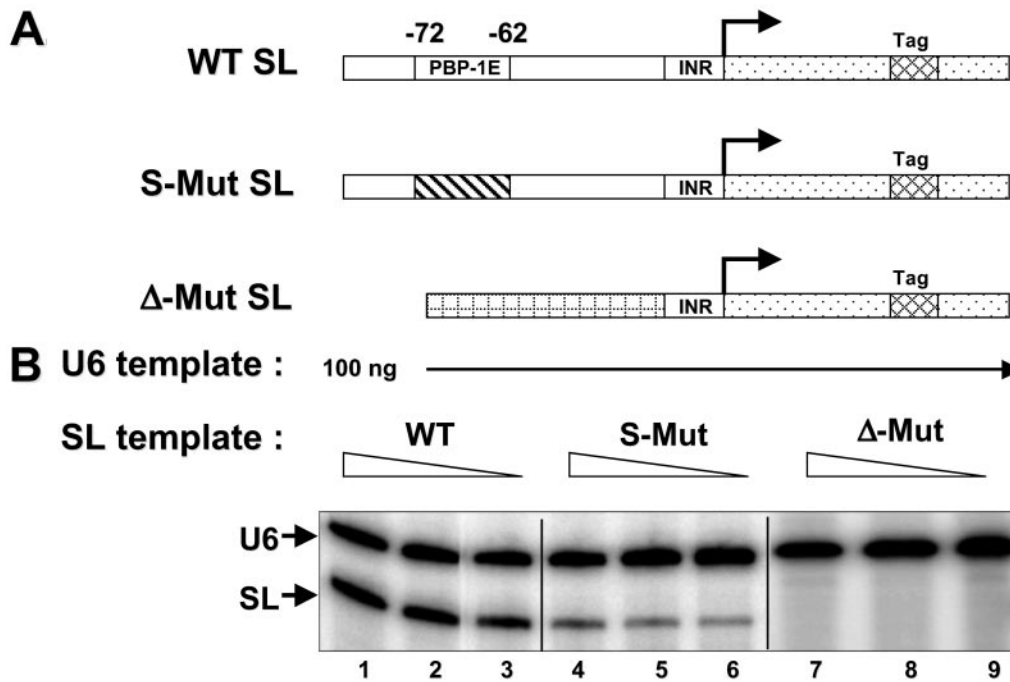 A
-72 -62
WT SL PBP-1E INR Tag
S-Mut SL INR Tag
Δ-Mut SL INR Tag
B U6 template : 100 ng
SL template : WT S-Mut Δ-Mut
U6
SL
1 2 3 4 5 6 7 8 9